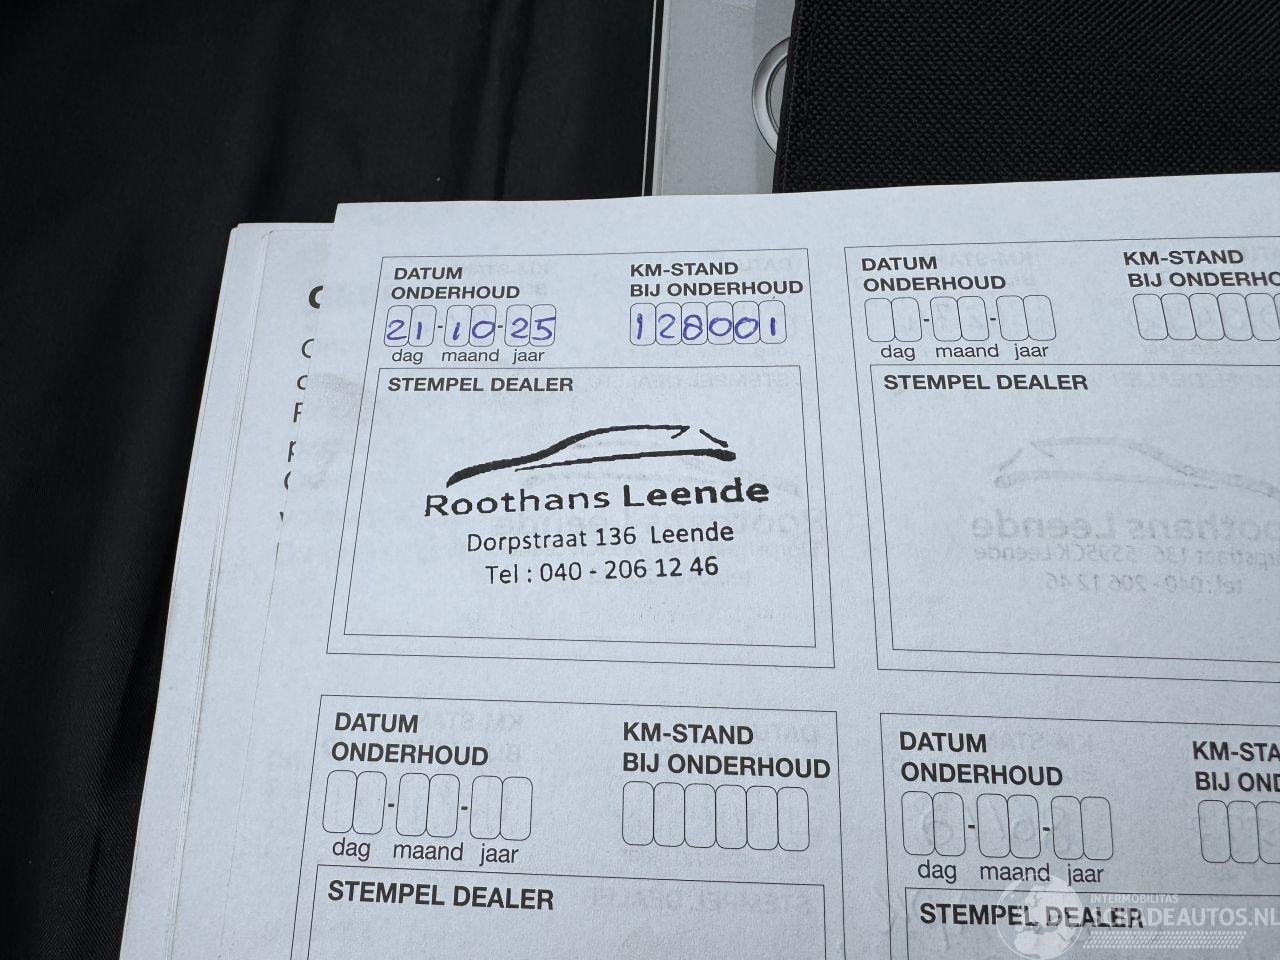 DATUM
ONDERHOUD
KM-STAND
BIJ ONDERHOUD
21-10-25
128001
dag maand jaar
STEMPEL DEALER
Roothans Leende
Dorpstraat 136 Leende
Tel : 040 - 206 12 46
DATUM
ONDERHOUD
KM-STAND
BIJ ONDERHO
dag maand jaar
STEMPEL DEALER
DATUM
ONDERHOUD
KM-STAND
BIJ ONDERHOUD
dag maand jaar
STEMPEL DEALER
DATUM
ONDERHOUD
KM-STA
BIJ OND
dag maand jaar
STEMPEL DEALER
INTERMOBILITAS
SCHADEAUTOS.NL